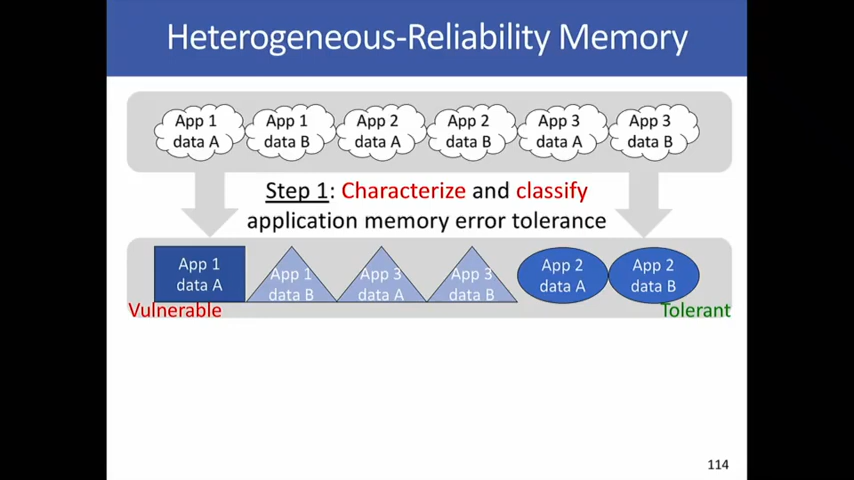 Heterogeneous-Reliability Memory
App 1 data A
App 1 data B
App 2 data A
App 2 data B
App 3 data A
App 3 data B
Step 1: Characterize and classify
application memory error tolerance
App 1 data A
App 1 data B
App 3 data A
App 3 data B
App 2 data A
App 2 data B
Vulnerable
Tolerant
114